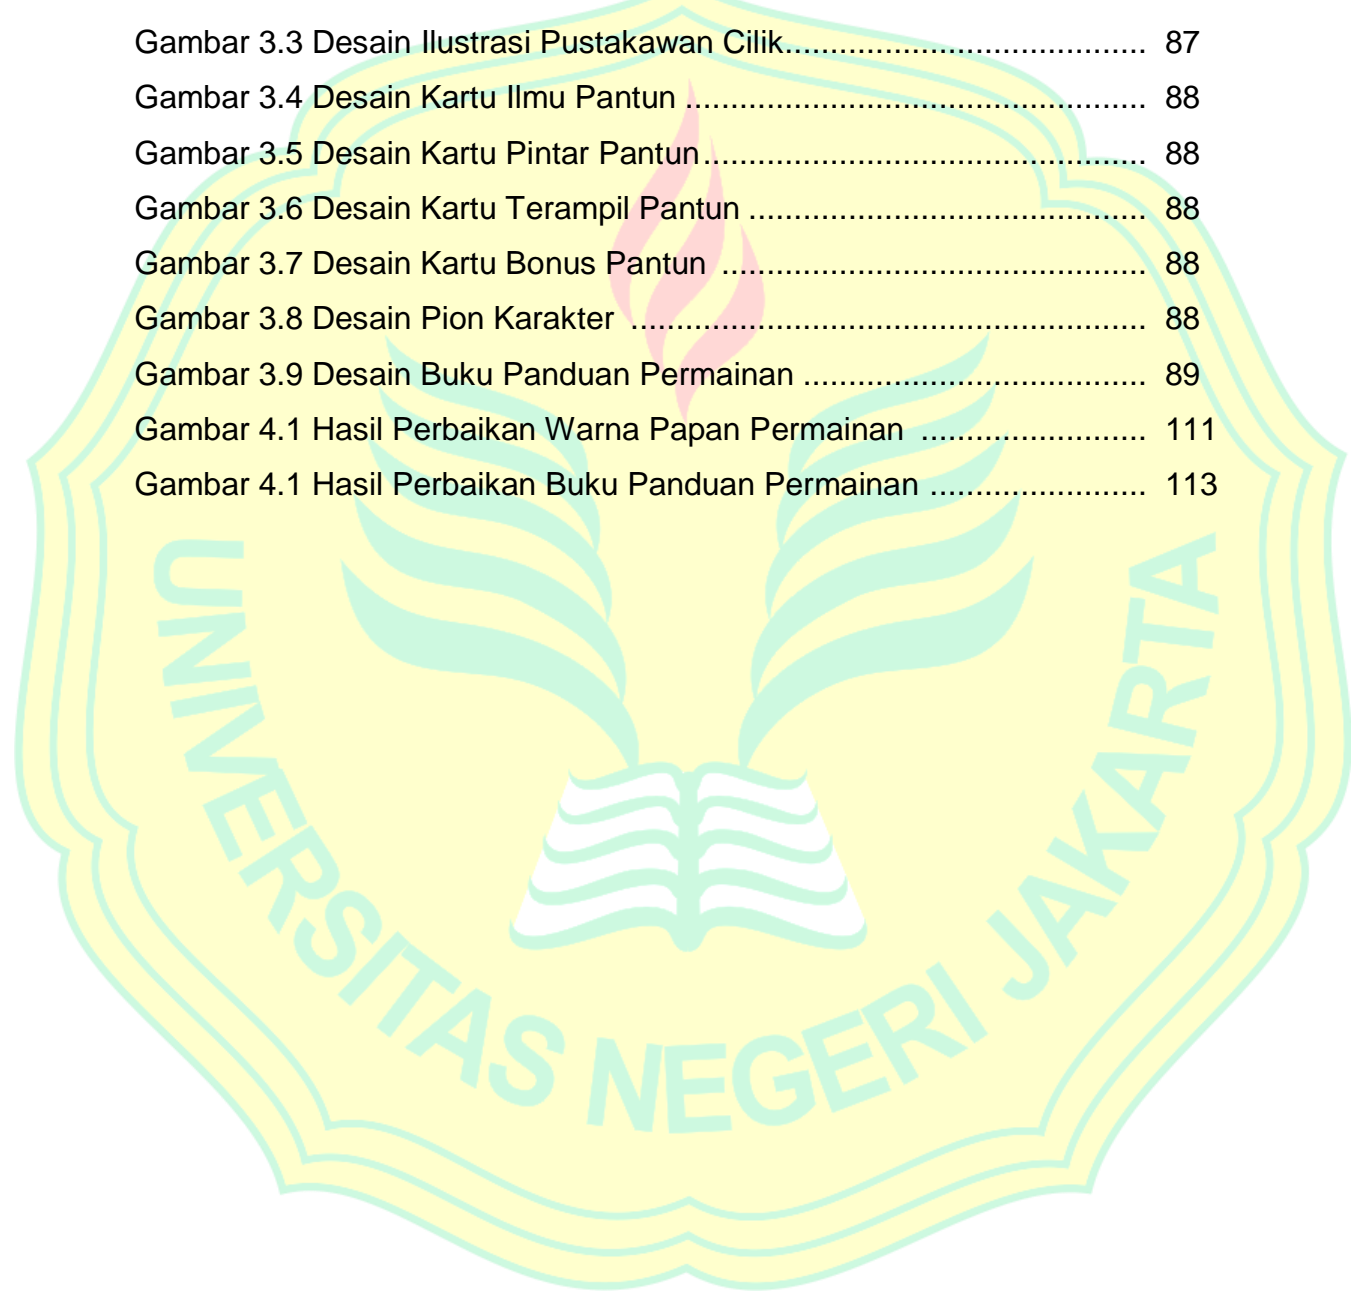 Gambar 3.3 Desain Ilustrasi Pustakawan Cilik........................................ 87
Gambar 3.4 Desain Kartu Ilmu Pantun ................................................... 88
Gambar 3.5 Desain Kartu Pintar Pantun................................................. 88
Gambar 3.6 Desain Kartu Terampil Pantun ............................................ 88
Gambar 3.7 Desain Kartu Bonus Pantun ............................................... 88
Gambar 3.8 Desain Pion Karakter ......................................................... 88
Gambar 3.9 Desain Buku Panduan Permainan ...................................... 89
Gambar 4.1 Hasil Perbaikan Warna Papan Permainan ......................... 111
Gambar 4.1 Hasil Perbaikan Buku Panduan Permainan ........................ 113
UNIVERSITAS NEGERI JAKARTA